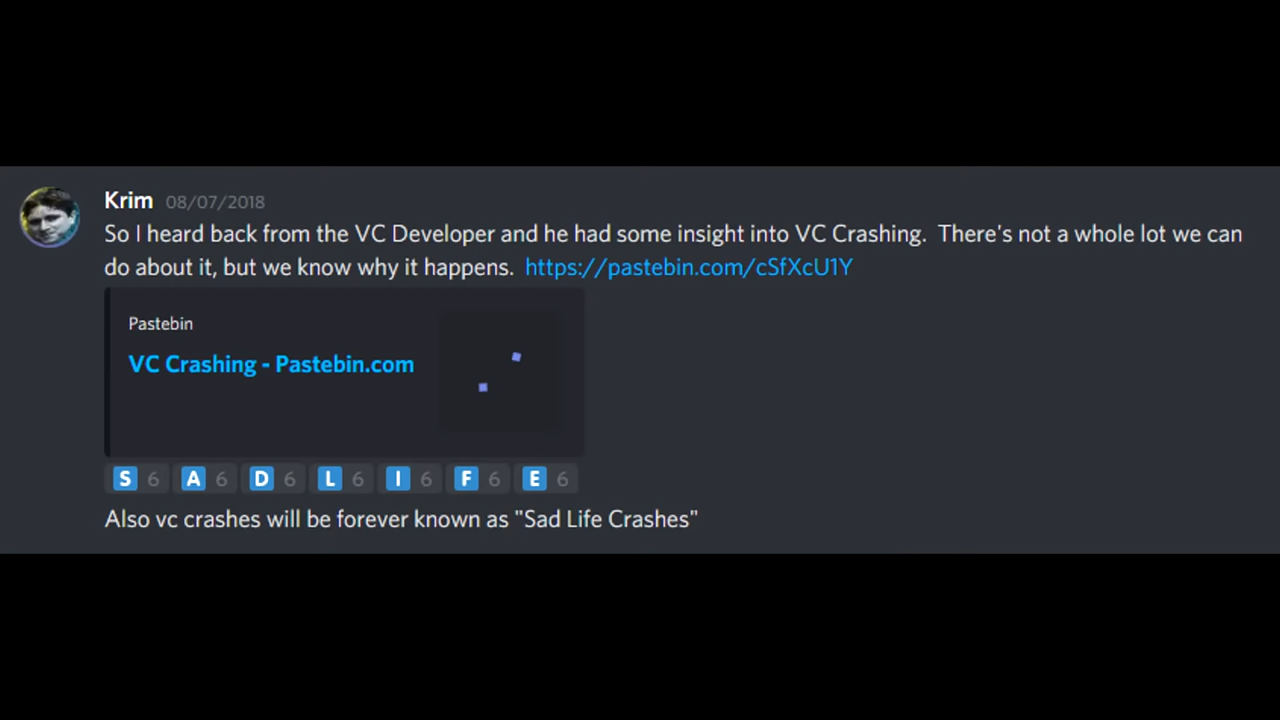 Krim 08/07/2018
So I heard back from the VC Developer and he had some insight into VC Crashing.  There's not a whole lot we can
do about it, but we know why it happens.  https://pastebin.com/cSfXcU1Y
Pastebin
VC Crashing - Pastebin.com
S 6 A 6 D 6 L 6 I 6 F 6 E 6
Also vc crashes will be forever known as "Sad Life Crashes"